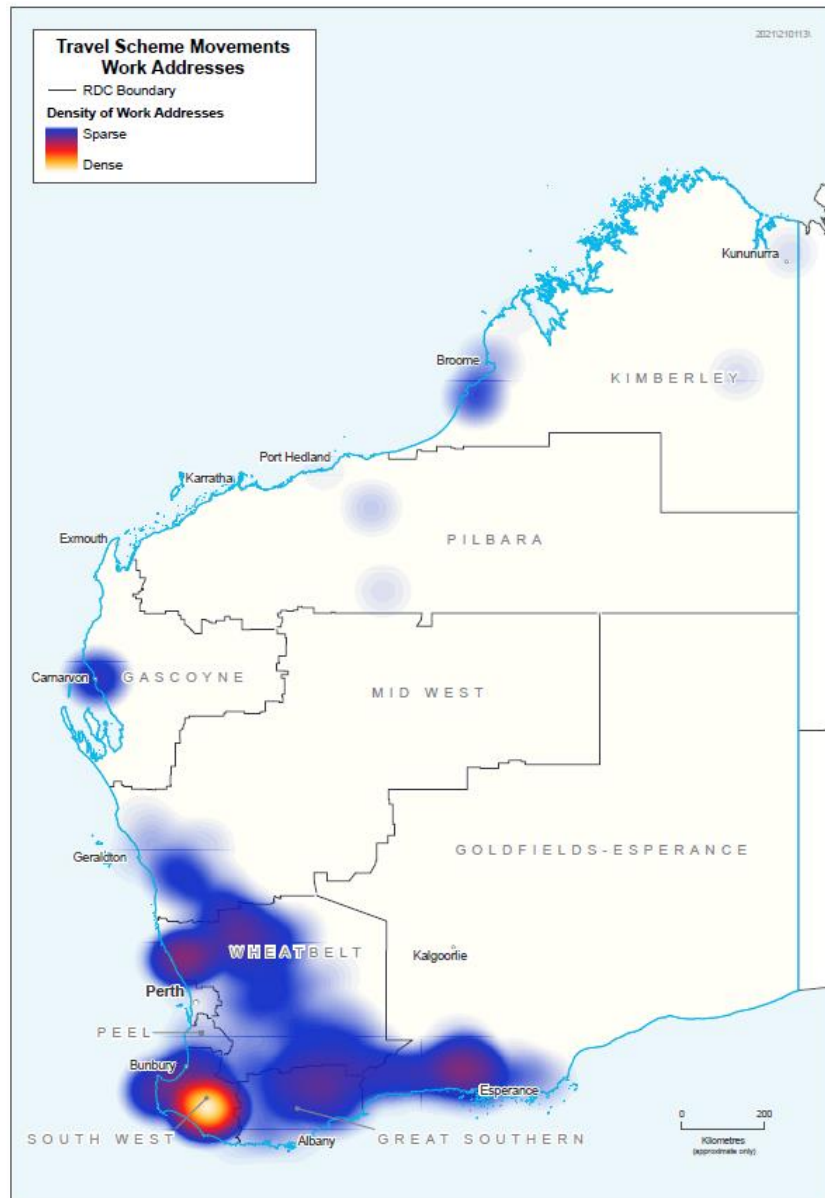 2021\210113\
Travel Scheme Movements
Work Addresses
RDC Boundary
Density of Work Addresses
Sparse
Dense
Kununurra
Broome
KIMBERLEY
Port Hedland
Karratha
PILBARA
Exmouth
Carnarvon
GASCOYNE
MID WEST
Geraldton
GOLDFIELDS-ESPERANCE
WHEATBELT
Kalgoorlie
Perth
PEEL
Bunbury
Esperance
SOUTH WEST
Albany
GREAT SOUTHERN
0 200
Kilometres
(approximate only)